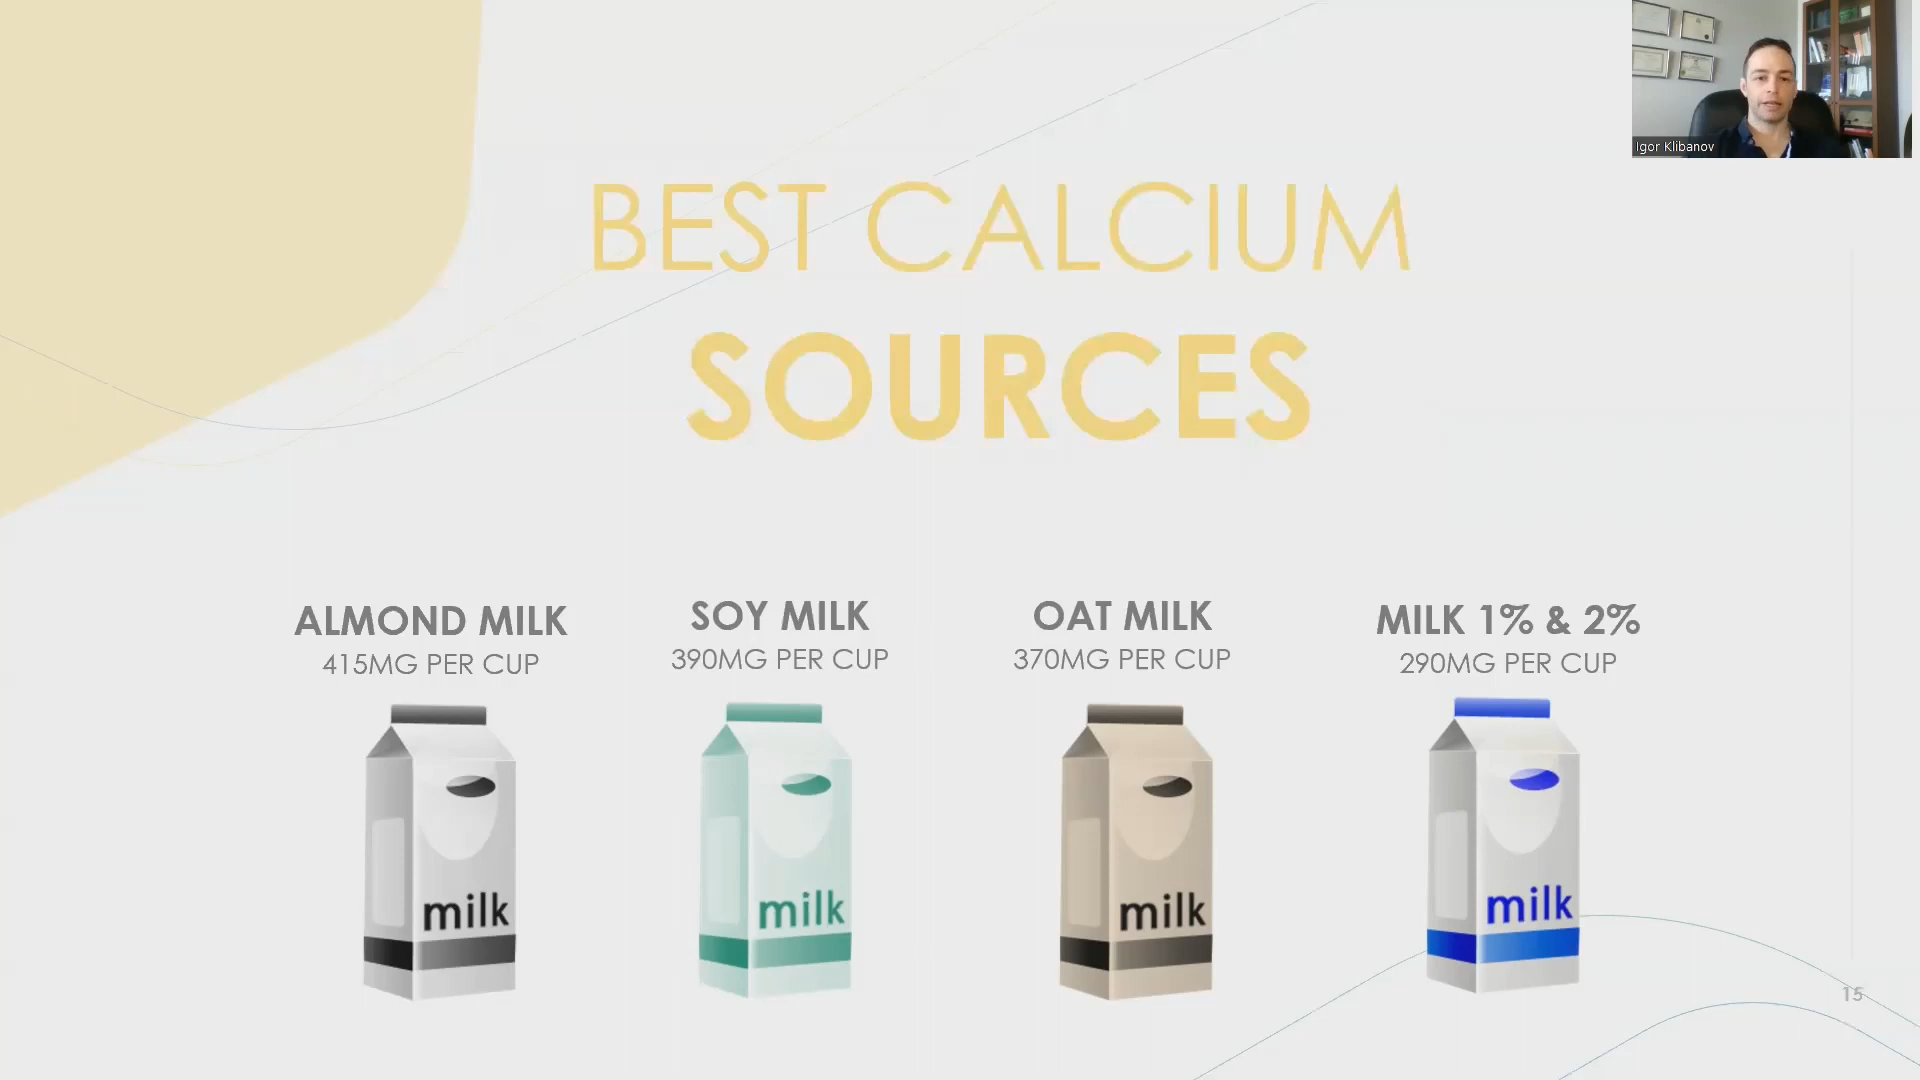 Igor Klibanov
BEST CALCIUM
SOURCES
ALMOND MILK
415MG PER CUP
SOY MILK
390MG PER CUP
OAT MILK
370MG PER CUP
MILK 1% & 2%
290MG PER CUP
milk
milk
milk
milk
15